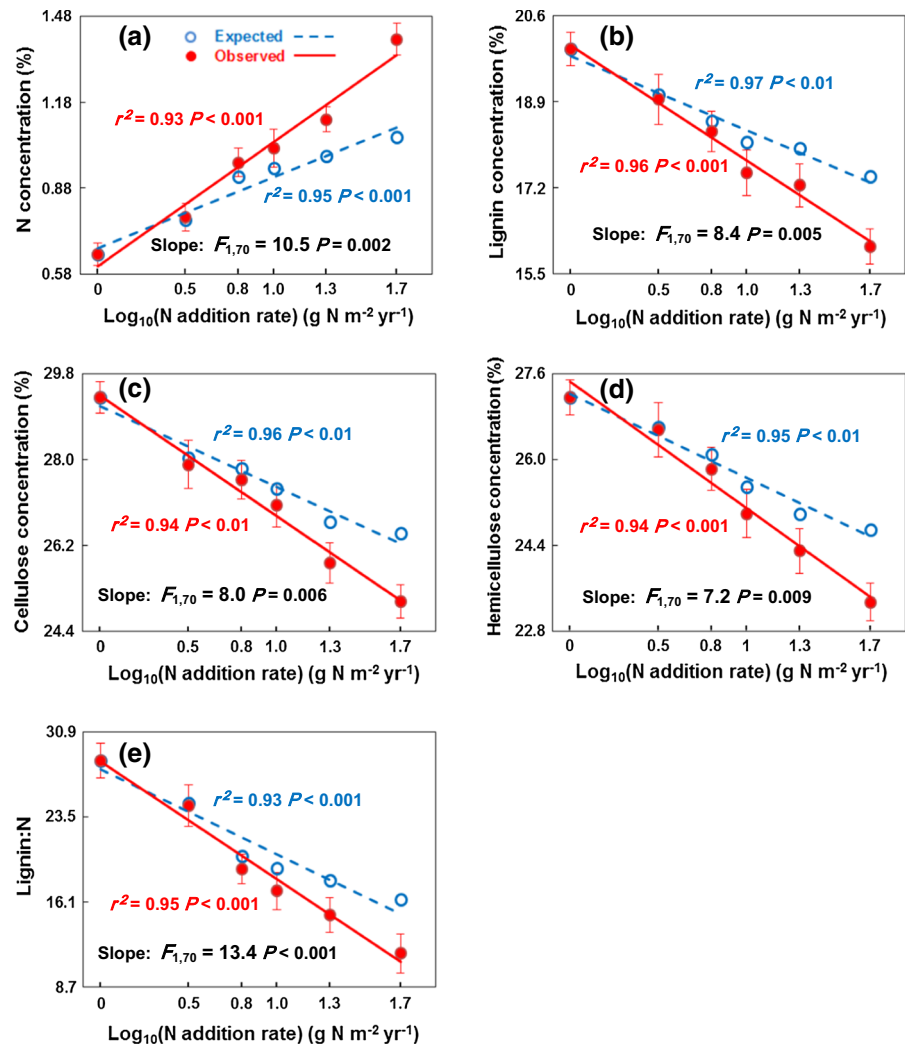 (a)
Expected
Observed
N concentration (%)
1.48
1.18
0.88
0.58
r² = 0.93 P < 0.001
r² = 0.95 P < 0.001
Slope: F1,70 = 10.5 P = 0.002
0 0.5 0.8 1.0 1.3 1.7
Log10(N addition rate) (g N m-2 yr-1)
(b)
Lignin concentration (%)
20.6
18.9
17.2
15.5
r² = 0.97 P < 0.01
r² = 0.96 P < 0.001
Slope: F1,70 = 8.4 P = 0.005
0 0.5 0.8 1.0 1.3 1.7
Log10(N addition rate) (g N m-2 yr-1)
(c)
Cellulose concentration (%)
29.8
28.0
26.2
24.4
r² = 0.96 P < 0.01
r² = 0.94 P < 0.01
Slope: F1,70 = 8.0 P = 0.006
0 0.5 0.8 1.0 1.3 1.7
Log10(N addition rate) (g N m-2 yr-1)
(d)
Hemicellulose concentration (%)
27.6
26.0
24.4
22.8
r² = 0.95 P < 0.01
r² = 0.94 P < 0.001
Slope: F1,70 = 7.2 P = 0.009
0 0.5 0.8 1 1.3 1.7
Log10(N addition rate) (g N m-2 yr-1)
(e)
Lignin:N
30.9
23.5
16.1
8.7
r² = 0.93 P < 0.001
r² = 0.95 P < 0.001
Slope: F1,70 = 13.4 P < 0.001
0 0.5 0.8 1.0 1.3 1.7
Log10(N addition rate) (g N m-2 yr-1)